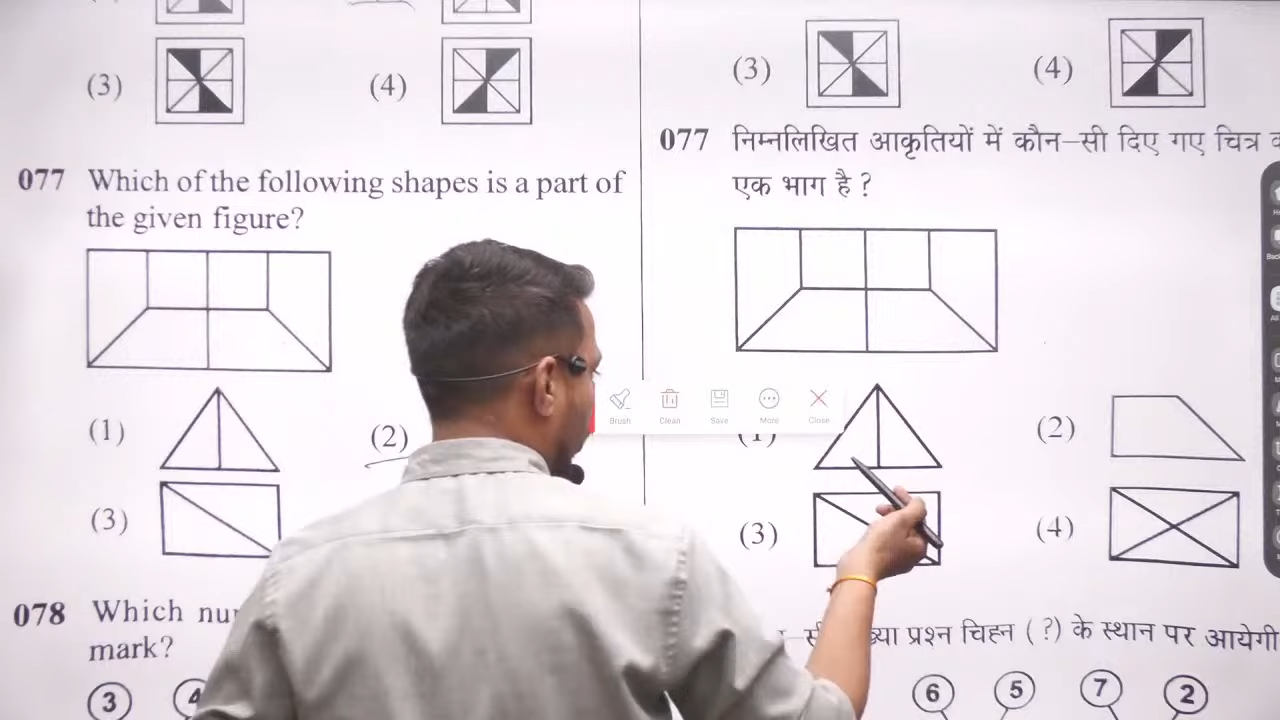 (3)
(4)
077 Which of the following shapes is a part of
the given figure?
(1)
(2)
(3)
078 Which
mark?
3
(3)
(4)
077 निम्नलिखित आकृतियों में कौन-सी दिए गए चित्र
एक भाग है ?
Brush Clean Save More Close
(1)
(2)
(3)
(4)
प्रश्न चिह्न (?) के स्थान पर आयेगी
6 5 7 2